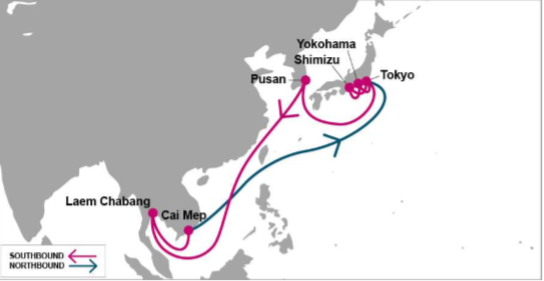 Yokohama
Shimizu
Tokyo
Pusan
Laem Chabang
Cai Mep
SOUTHBOUND
NORTHBOUND